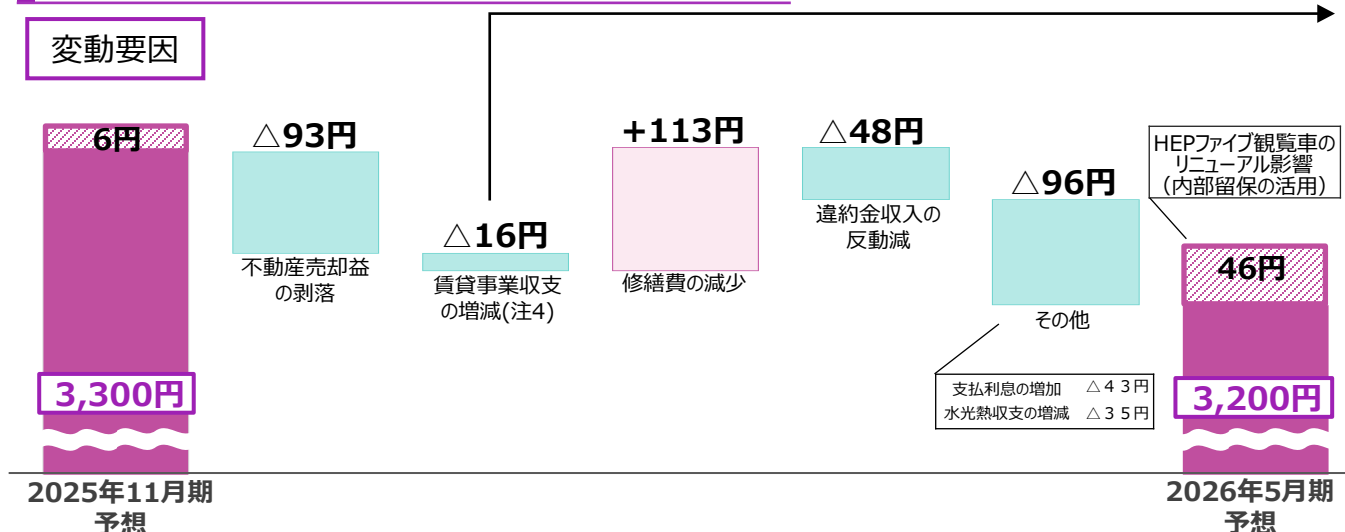 変動要因
6円
3,300円
2025年11月期
予想
△93円
不動産売却益
の剥落
△16円
賃貸事業収支
の増減(注4)
+113円
修繕費の減少
△48円
違約金収入の
反動減
△96円
その他
支払利息の増加 △43円
水光熱収支の増減 △35円
HEPファイブ観覧車の
リニューアル影響
（内部留保の活用）
46円
3,200円
2026年5月期
予想